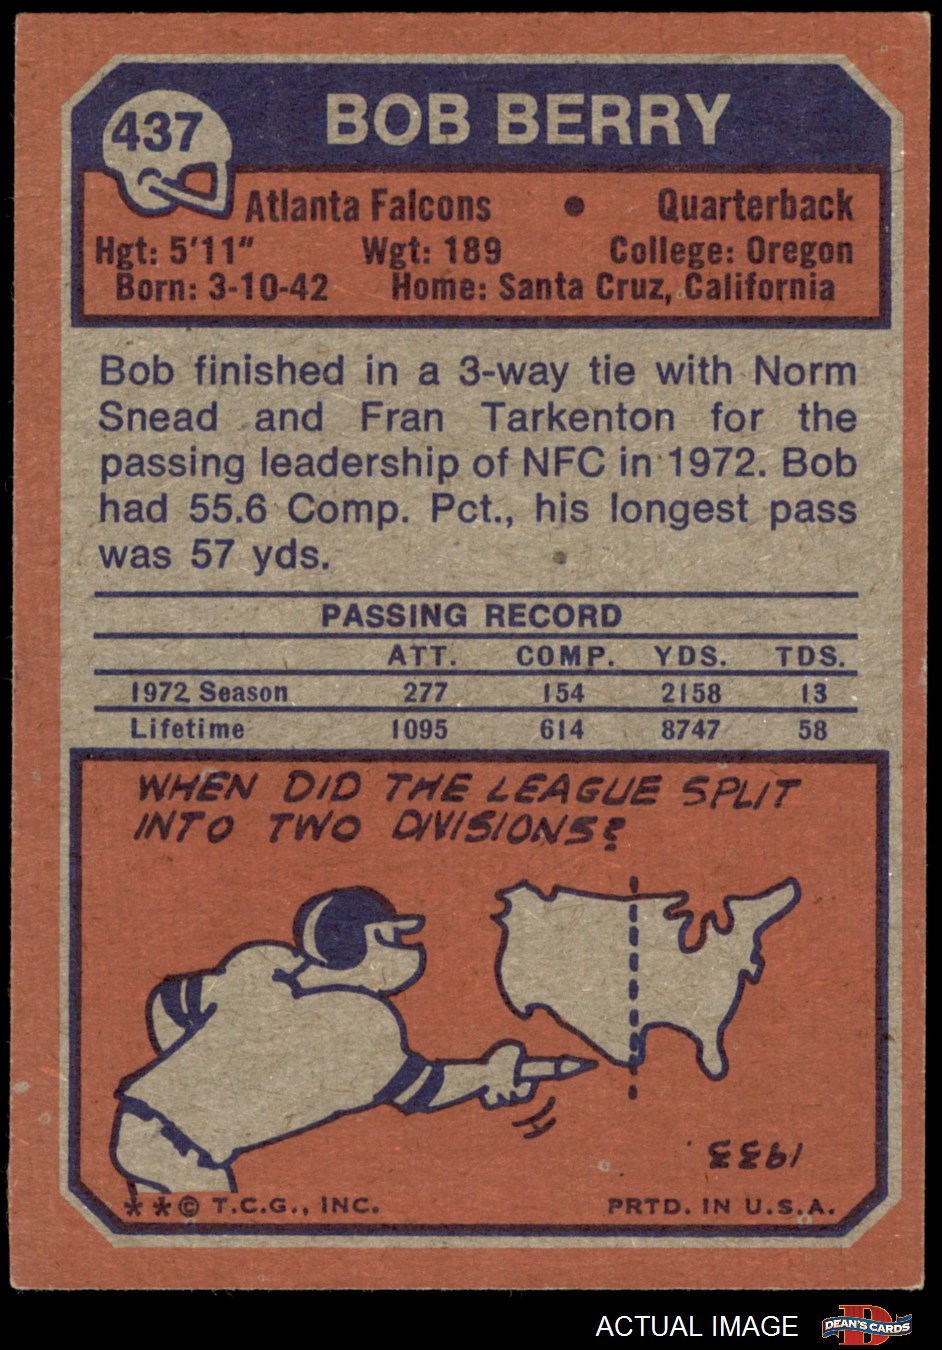 437
BOB BERRY
Atlanta Falcons • Quarterback
Hgt: 5'11" Wgt: 189 College: Oregon
Born: 3-10-42 Home: Santa Cruz, California
Bob finished in a 3-way tie with Norm
Snead and Fran Tarkenton for the
passing leadership of NFC in 1972. Bob
had 55.6 Comp. Pct., his longest pass
was 57 yds.
PASSING RECORD
ATT. COMP. YDS. TDS.
1972 Season 277 154 2158 13
Lifetime 1095 614 8747 58
WHEN DID THE LEAGUE SPLIT
INTO TWO DIVISIONS?
1933
**© T.C.G., INC. PRTD. IN U.S.A.
ACTUAL IMAGE
D
DEAN'S CARDS